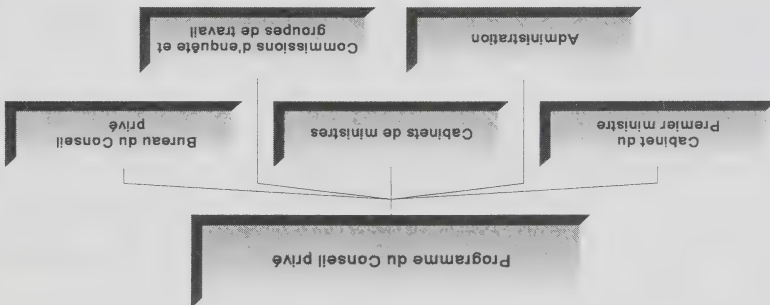 Programme du Conseil privé
Cabinet du
Premier ministre
Cabinets de ministres
Bureau du Conseil
privé
Administration
Commissions d'enquête et
groupes de travail